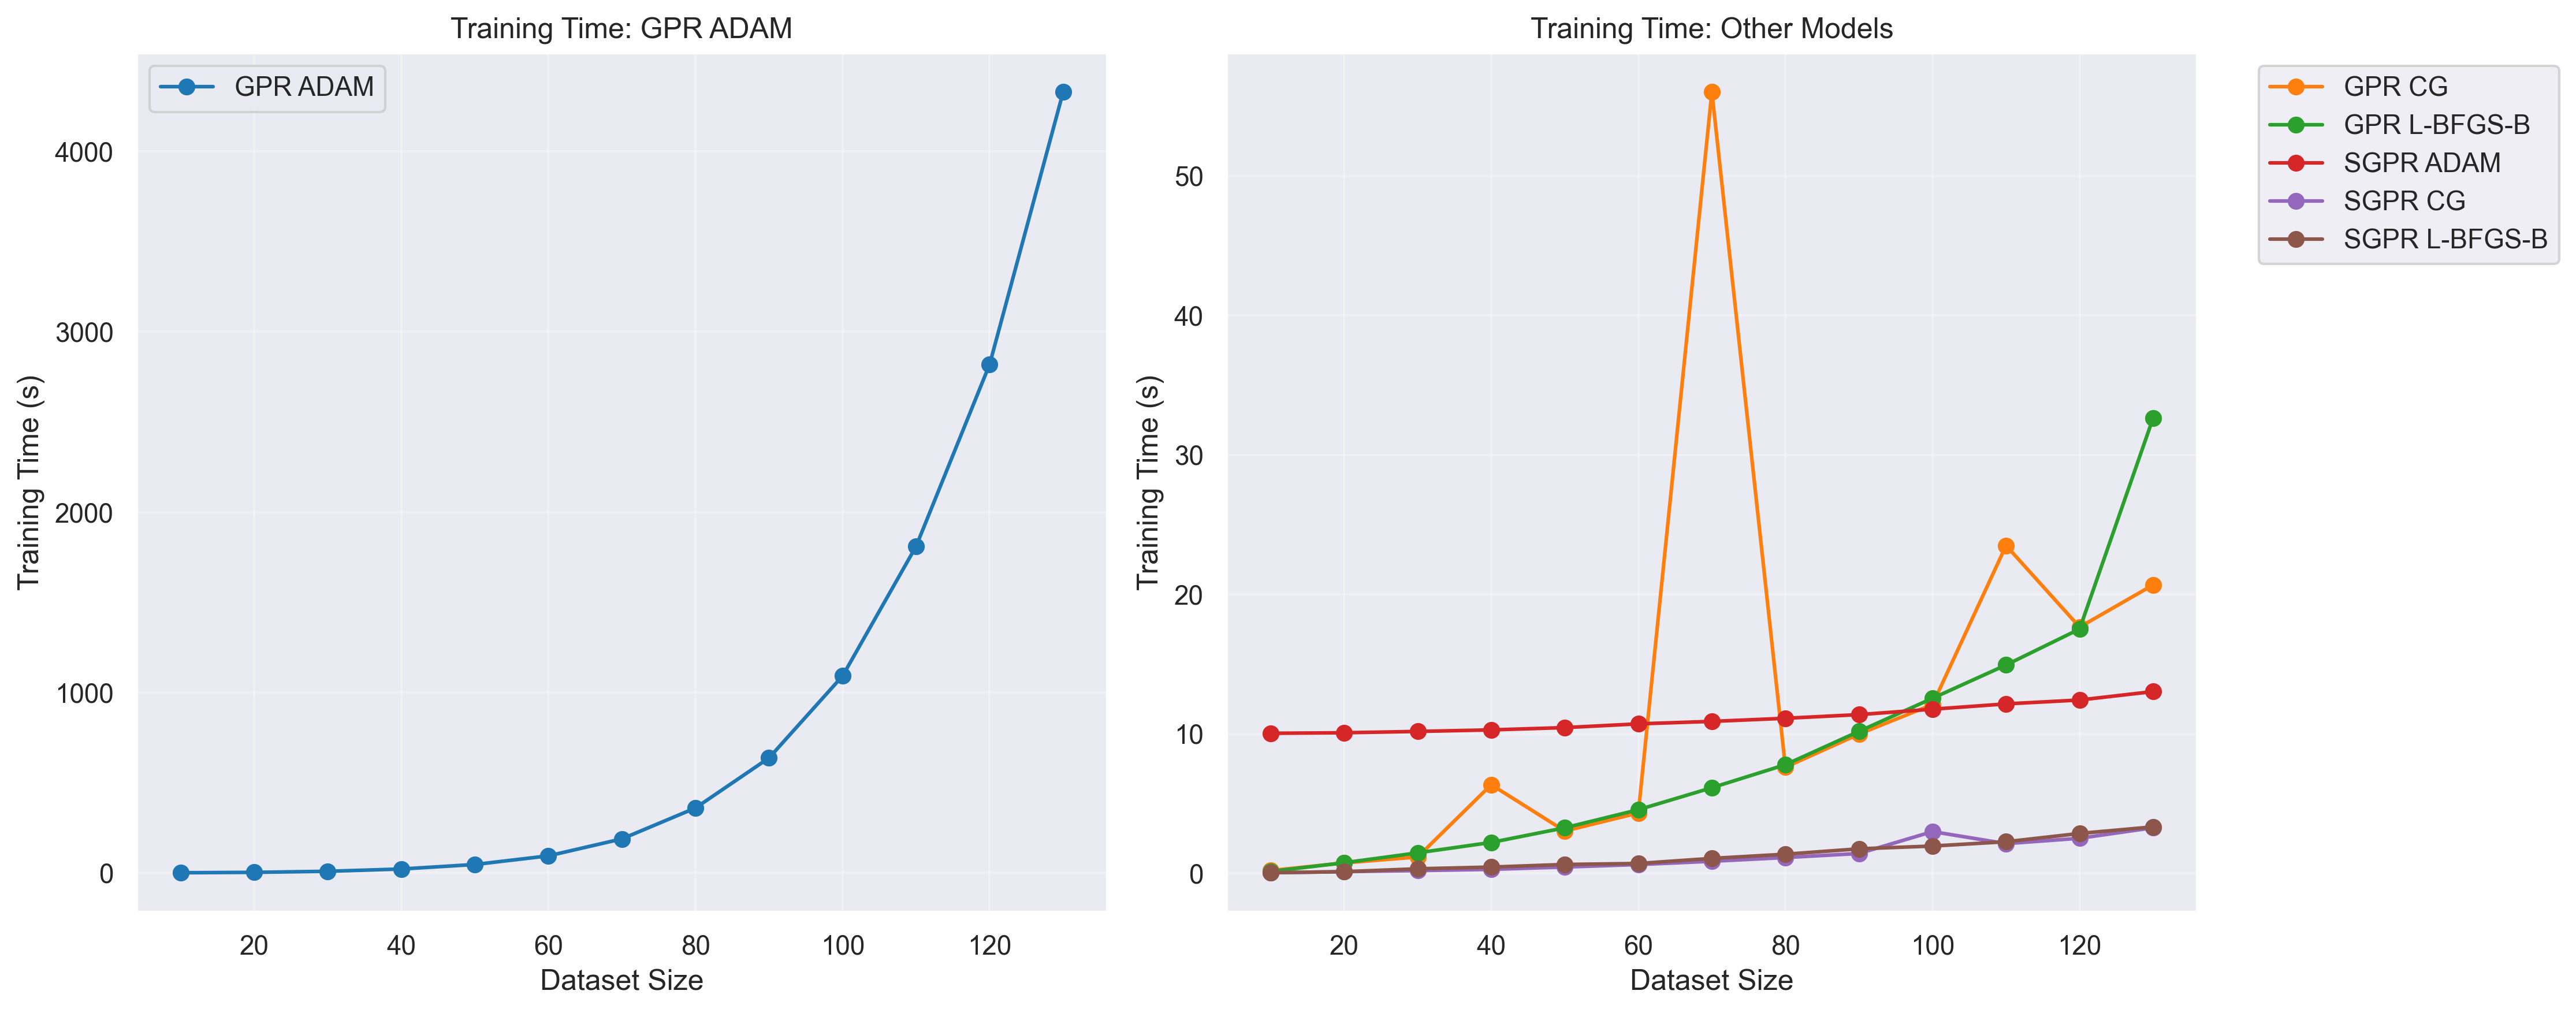 Training Time: GPR ADAM
GPR ADAM
Training Time (s)
4000
3000
2000
1000
0
20 40 60 80 100 120
Dataset Size
Training Time: Other Models
Training Time (s)
50
40
30
20
10
0
20 40 60 80 100 120
Dataset Size
GPR CG
GPR L-BFGS-B
SGPR ADAM
SGPR CG
SGPR L-BFGS-B